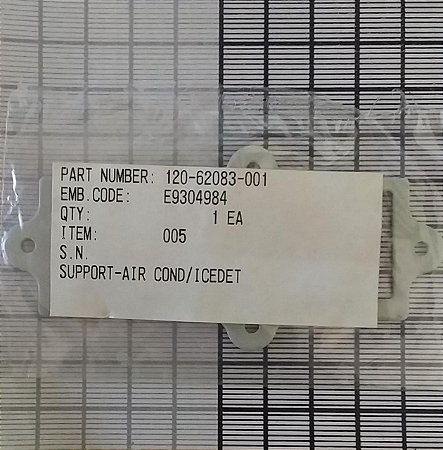 PART NUMBER: 120-62083-001
EMB.CODE: E9304984
QTY: 1 EA
ITEM: 005
S.N.
SUPPORT-AIR COND/ICEDET